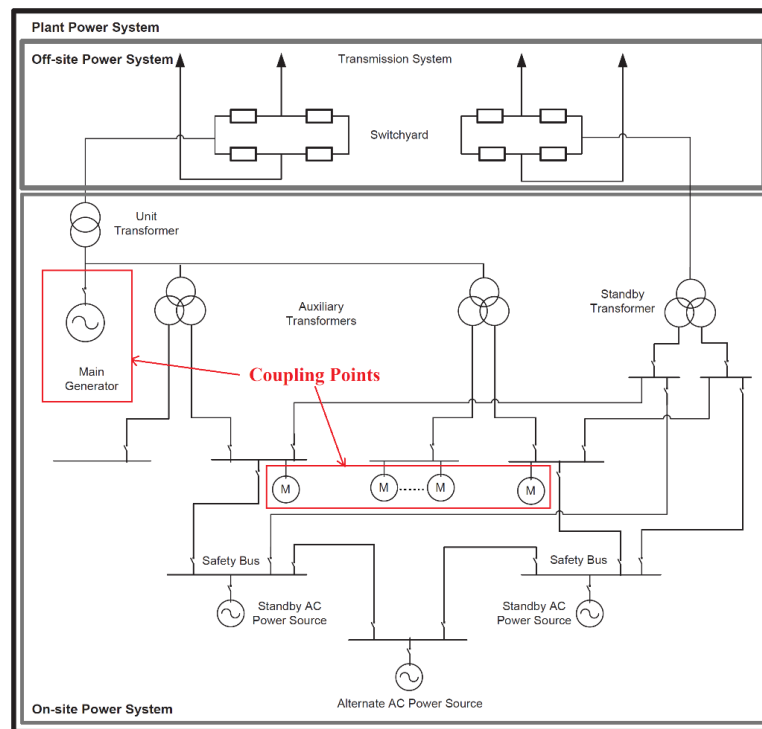 Plant Power System
Off-site Power System
Transmission System
Switchyard
Unit
Transformer
Auxiliary
Transformers
Standby
Transformer
Main
Generator
Coupling Points
M
M
M
M
Safety Bus
Safety Bus
Standby AC
Power Source
Standby AC
Power Source
Alternate AC Power Source
On-site Power System